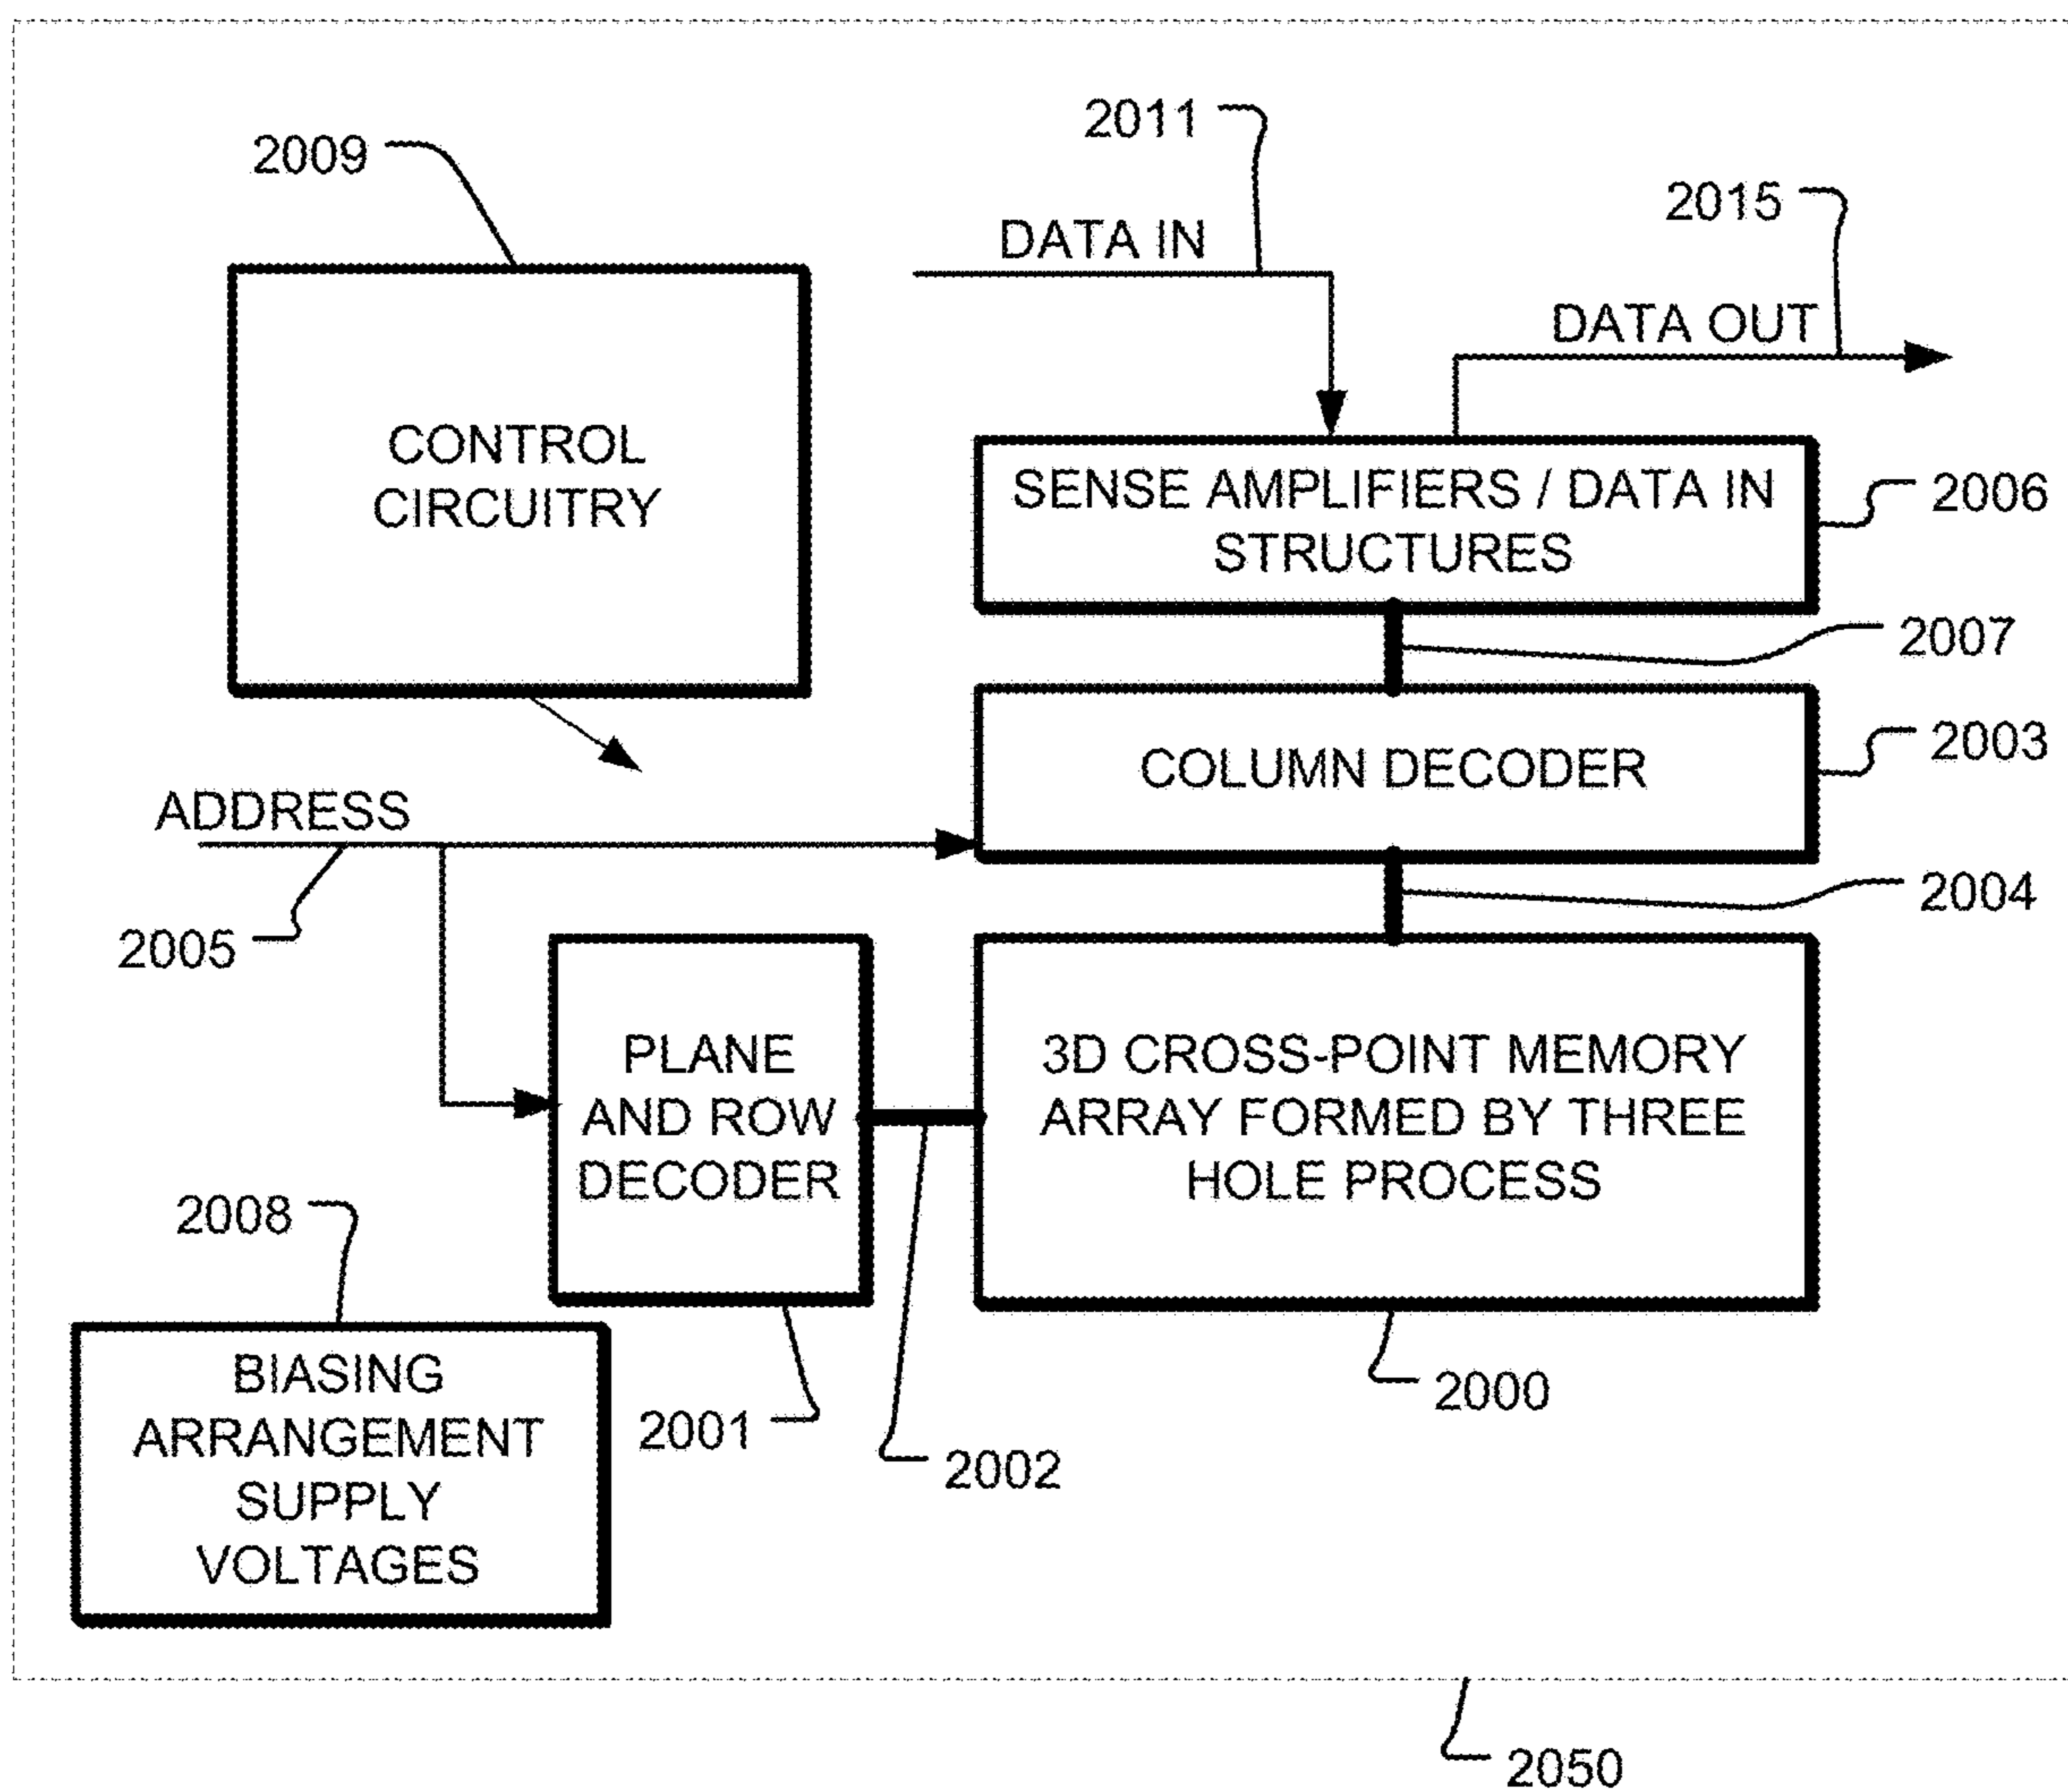 2011
2009
2015
DATA IN
DATA OUT
CONTROL
CIRCUITRY
SENSE AMPLIFIERS / DATA IN
STRUCTURES
2006
2007
COLUMN DECODER
2003
ADDRESS
2004
2005
PLANE
AND ROW
DECODER
3D CROSS-POINT MEMORY
ARRAY FORMED BY THREE
HOLE PROCESS
2008
BIASING
ARRANGEMENT
SUPPLY
VOLTAGES
2001
2002
2000
2050